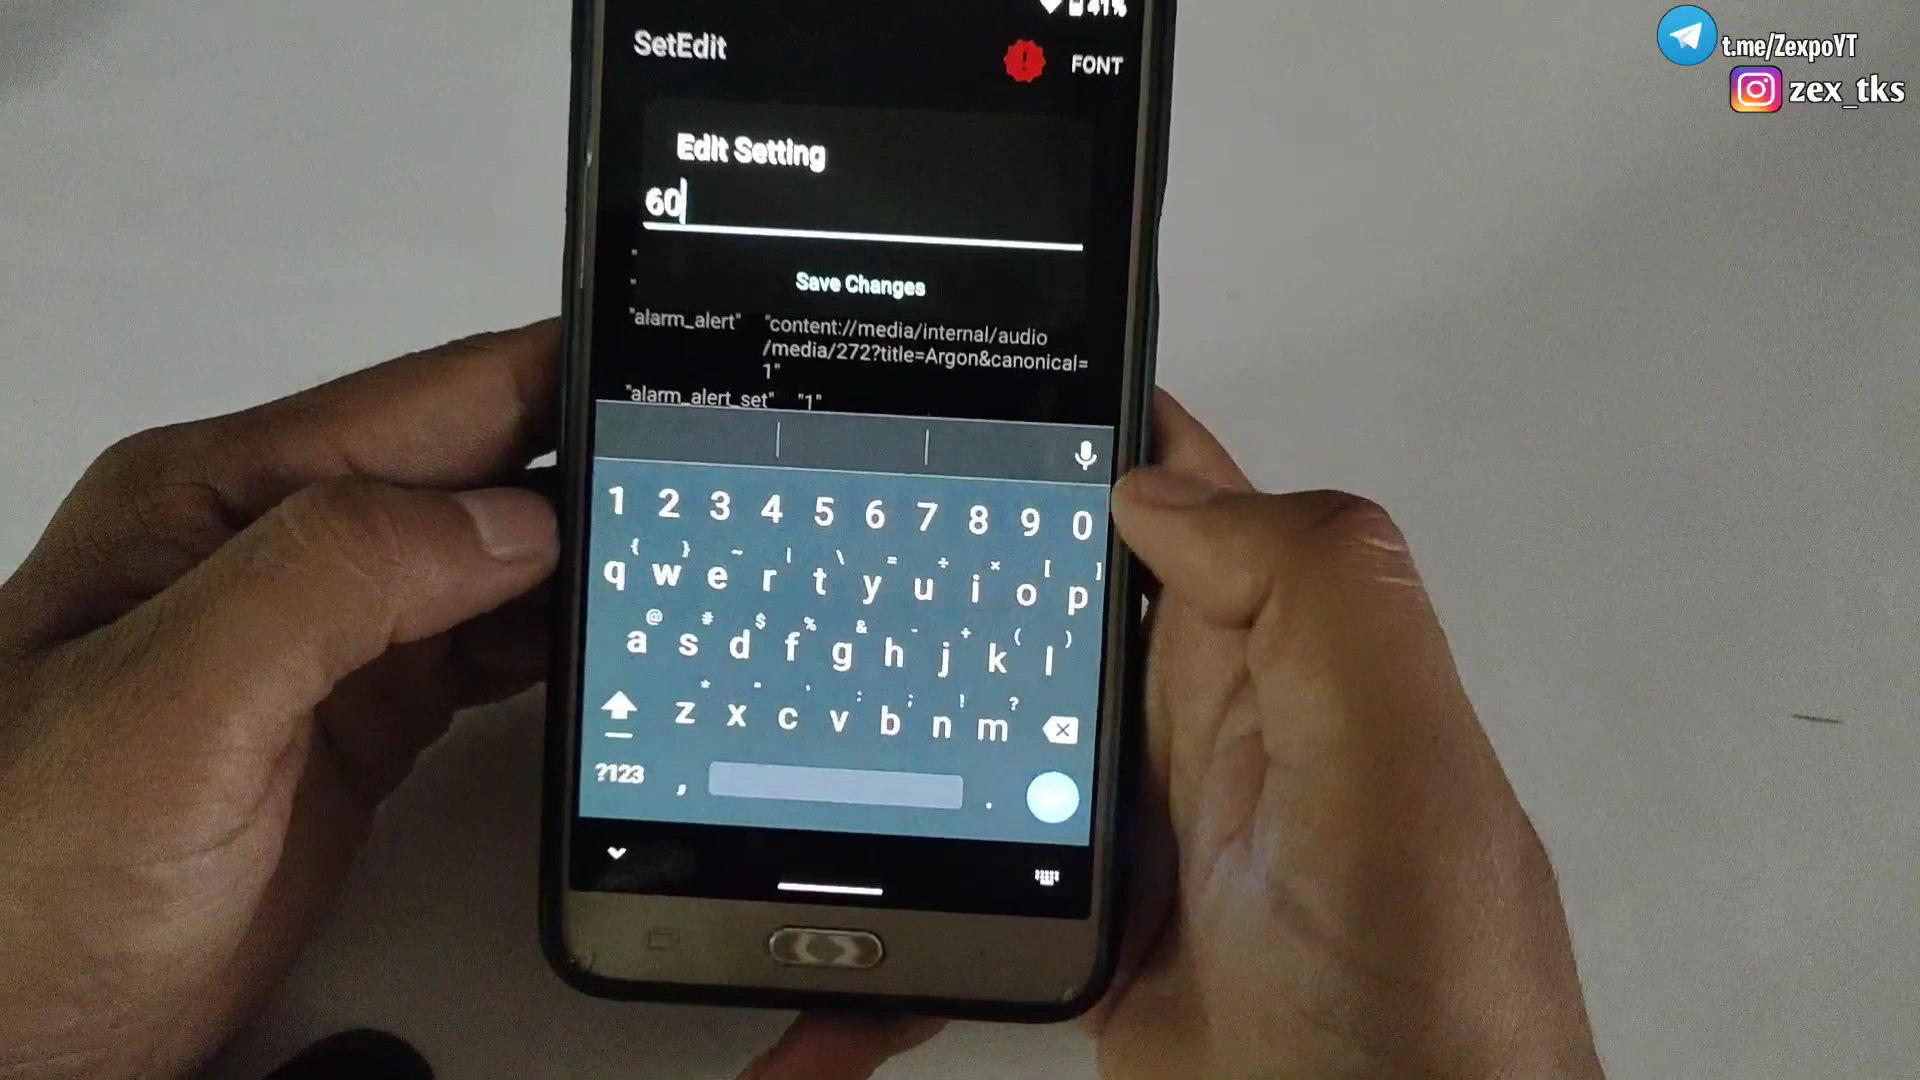 41%
SetEdit
FONT
Edit Setting
60
"
"
Save Changes
"alarm_alert" "content://media/internal/audio
/media/272?title=Argon&canonical=
1"
"alarm_alert_set" "1"
1 2 3 4 5 6 7 8 9 0
{ } ~ | \ = ÷ × [ ]
q w e r t y u i o p
@ # $ % & - + ( )
a s d f g h j k l
* " ' : ; ! ?
z x c v b n m
?123 , .
t.me/ZexpoYT
zex_tks